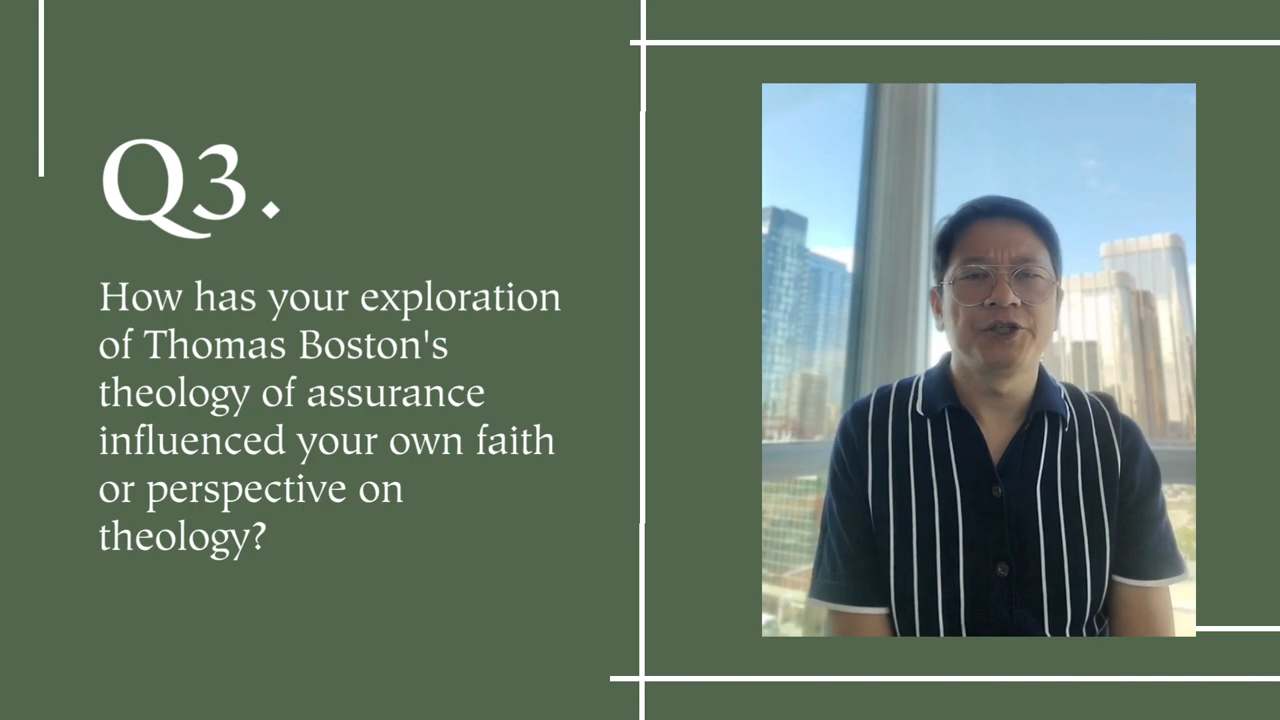 Q3.
How has your exploration
of Thomas Boston's
theology of assurance
influenced your own faith
or perspective on
theology?